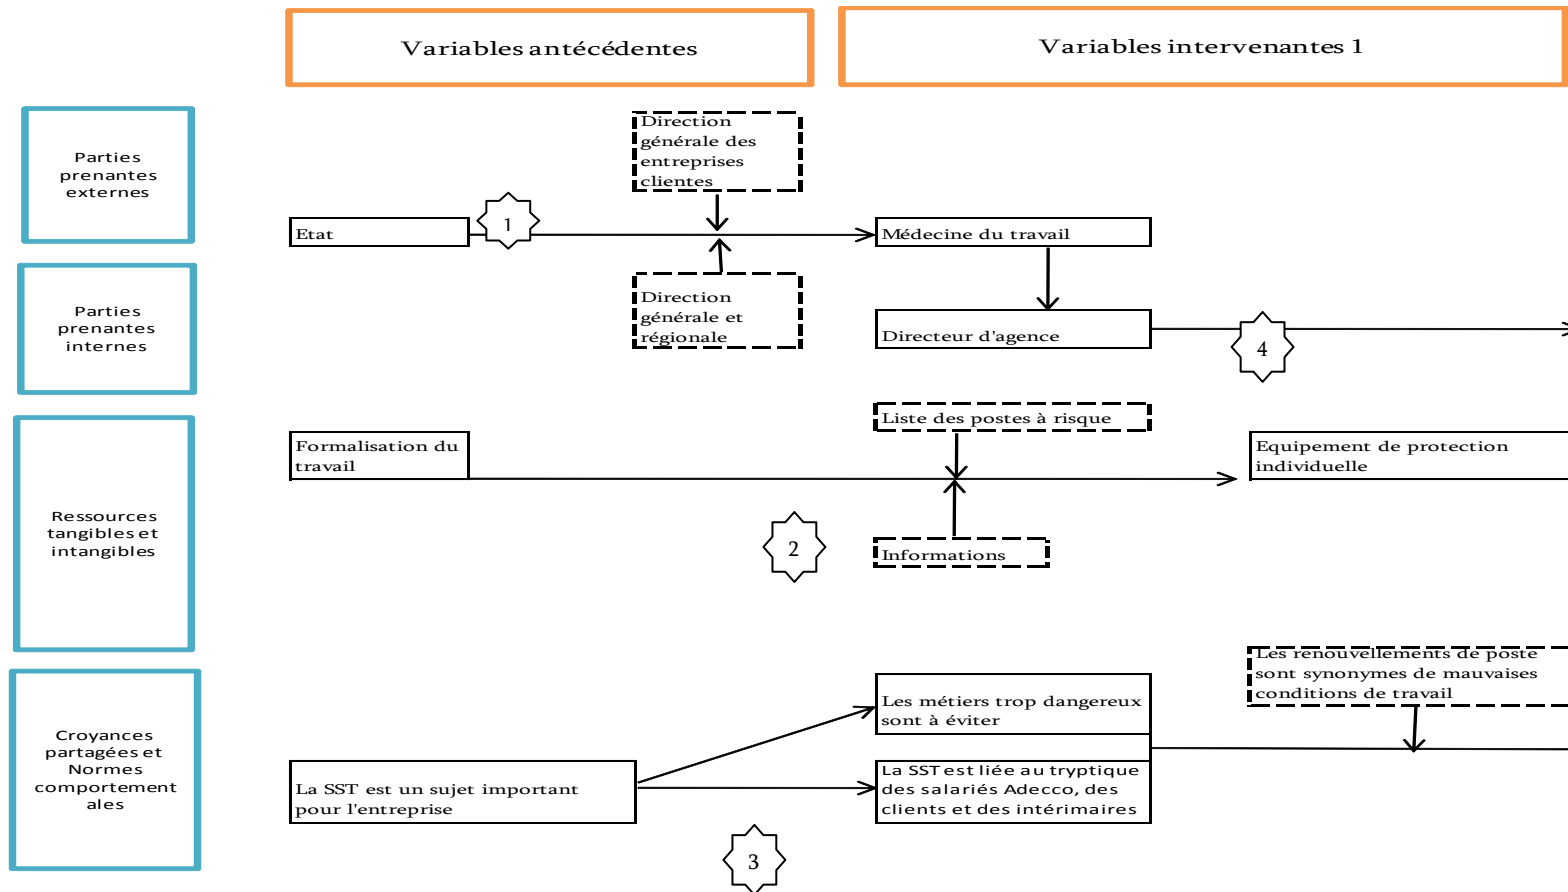 Variables antécédentes
Variables intervenantes 1
Parties
prenantes
externes
Direction
générale des
entreprises
clientes
1
Etat
Médecine du travail
Parties
prenantes
internes
Direction
générale et
régionale
Directeur d'agence
4
Ressources
tangibles et
intangibles
Liste des postes à risque
Formalisation du
travail
Equipement de protection
individuelle
2
Informations
Croyances
partagées et
Normes
comportement
ales
Les renouvellements de poste
sont synonymes de mauvaises
conditions de travail
Les métiers trop dangereux
sont à éviter
La SST est un sujet important
pour l'entreprise
La SST est liée au tryptique
des salariés Adecco, des
clients et des intérimaires
3